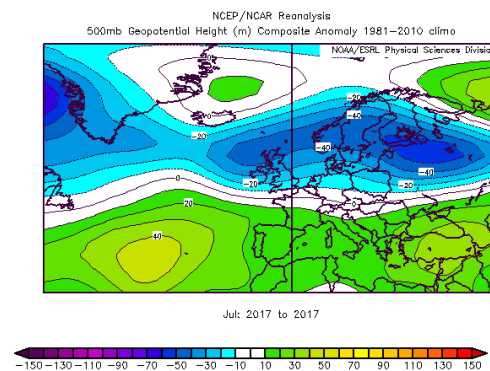 NCEP/NCAR Reanalysis
500mb Geopotential Height (m) Composite Anomaly 1981−2010 climo
NOAA/ESRL Physical Sciences Divisio
−20
−40
−20
−40
−40
−20
−20
0
0
20
40
Jul: 2017 to 2017
−150 −130 −110 −90 −70 −50 −30 −10 10 30 50 70 90 110 130 150